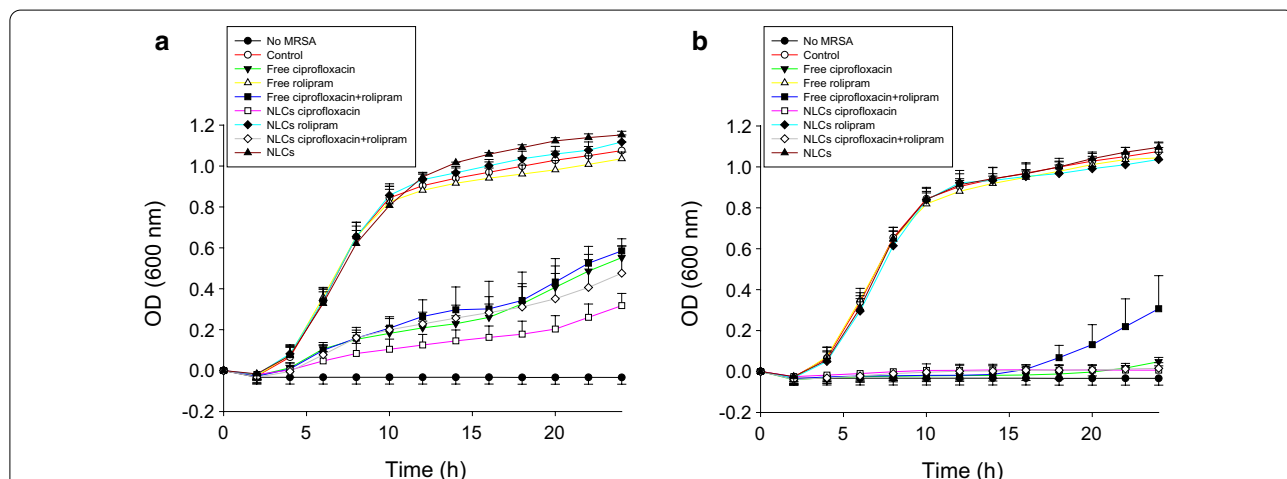 a
No MRSA
Control
Free ciprofloxacin
Free rolipram
Free ciprofloxacin+rolipram
NLCs ciprofloxacin
NLCs rolipram
NLCs ciprofloxacin+rolipram
NLCs
1.2
1.0
0.8
0.6
0.4
0.2
0.0
-0.2
OD (600 nm)
0
5
10
15
20
Time (h)
b
No MRSA
Control
Free ciprofloxacin
Free rolipram
Free ciprofloxacin+rolipram
NLCs ciprofloxacin
NLCs rolipram
NLCs ciprofloxacin+rolipram
NLCs
1.2
1.0
0.8
0.6
0.4
0.2
0.0
-0.2
OD (600 nm)
0
5
10
15
20
Time (h)